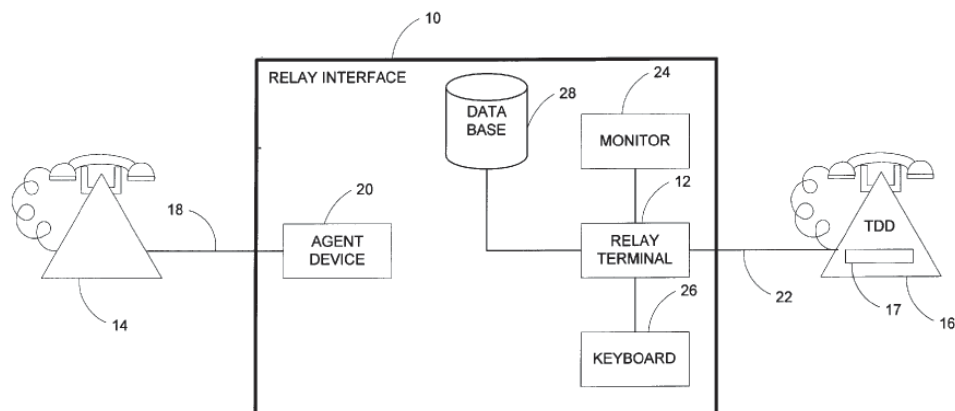 10
RELAY INTERFACE
24
28
DATA
BASE
MONITOR
12
20
18
AGENT
DEVICE
RELAY
TERMINAL
TDD
22
26
17
16
14
KEYBOARD